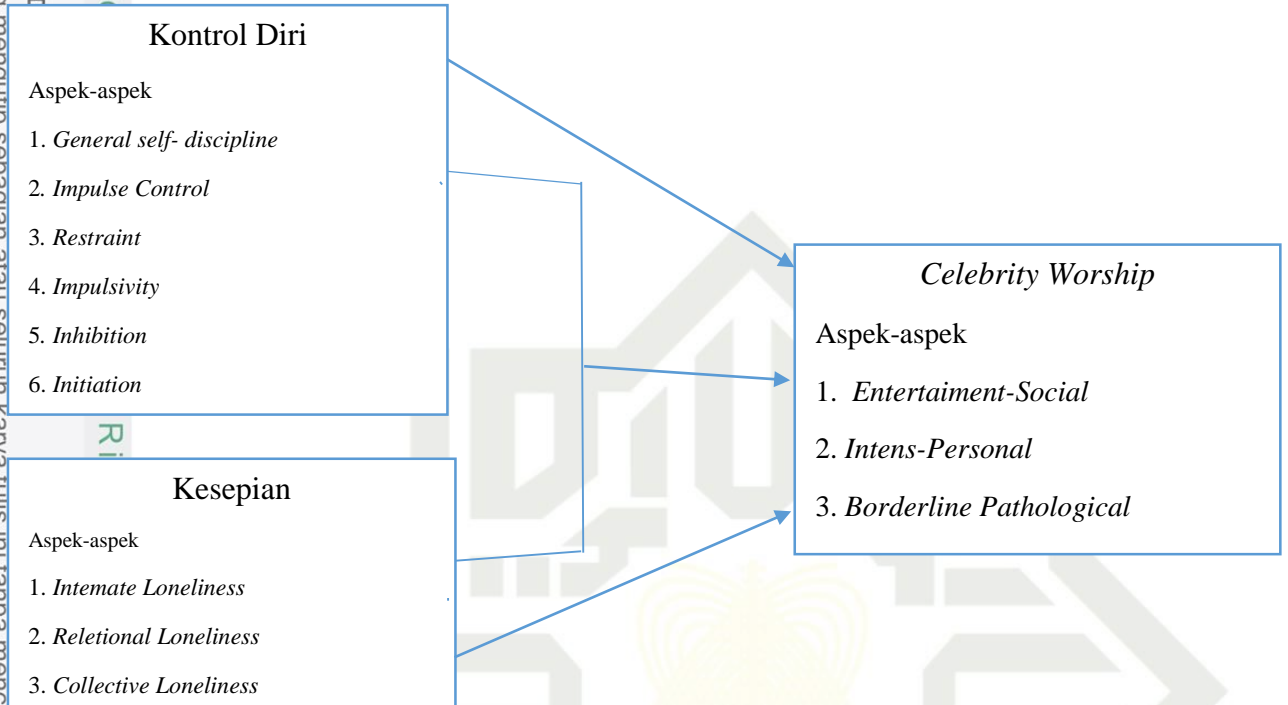 Kontrol Diri
Aspek-aspek
1. General self- discipline
2. Impulse Control
3. Restraint
4. Impulsivity
5. Inhibition
6. Initiation
Kesepian
Aspek-aspek
1. Intemate Loneliness
2. Reletional Loneliness
3. Collective Loneliness
Celebrity Worship
Aspek-aspek
1. Entertaiment-Social
2. Intens-Personal
3. Borderline Pathological
Ri